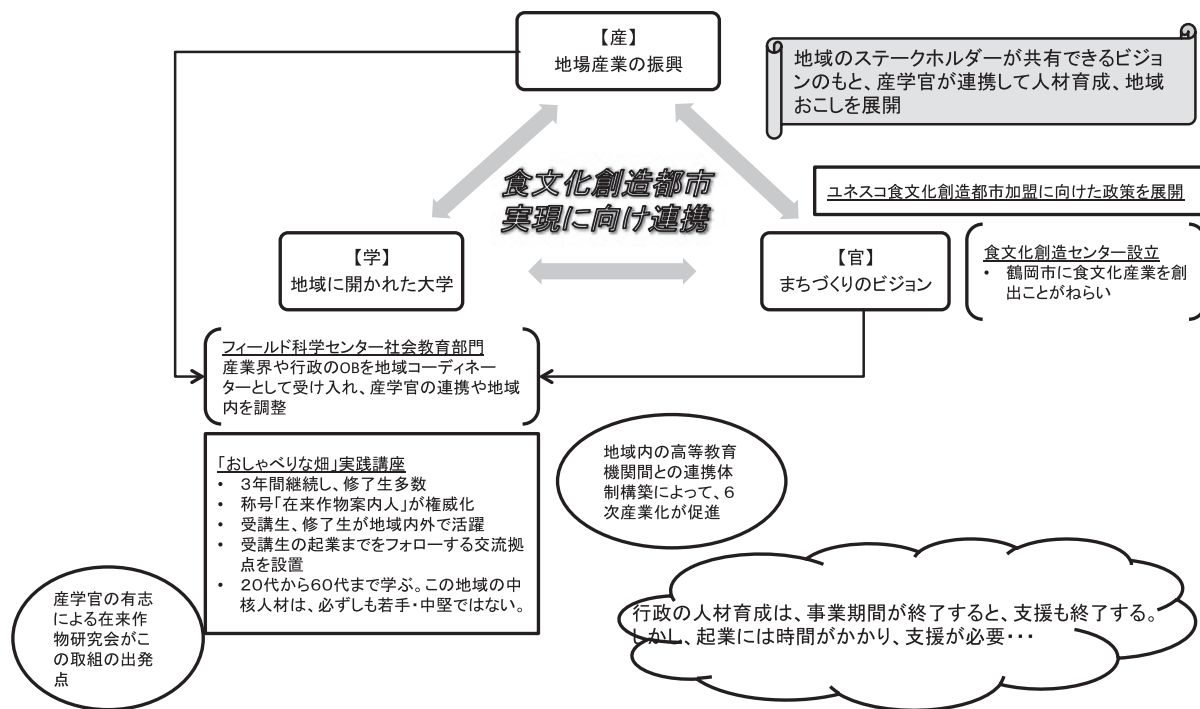 【産】
地場産業の振興
地域のステークホルダーが共有できるビジョ
ンのもと、産学官が連携して人材育成、地域
おこしを展開
食文化創造都市
実現に向け連携
ユネスコ食文化創造都市加盟に向けた政策を展開
【学】
地域に開かれた大学
【官】
まちづくりのビジョン
食文化創造センター設立
• 鶴岡市に食文化産業を創
出ことがねらい
フィールド科学センター社会教育部門
産業界や行政のOBを地域コーディネー
ターとして受け入れ、産学官の連携や地域
内を調整
「おしゃべりな畑」実践講座
• 3年間継続し、修了生多数
• 称号「在来作物案内人」が権威化
• 受講生、修了生が地域内外で活躍
• 受講生の起業までをフォローする交流拠
点を設置
• 20代から60代まで学ぶ。この地域の中
核人材は、必ずしも若手・中堅ではない。
地域内の高等教育
機関間との連携体
制構築によって、6
次産業化が促進
産学官の有志
による在来作
物研究会がこ
の取組の出発
点
行政の人材育成は、事業期間が終了すると、支援も終了する。
しかし、起業には時間がかかり、支援が必要・・・